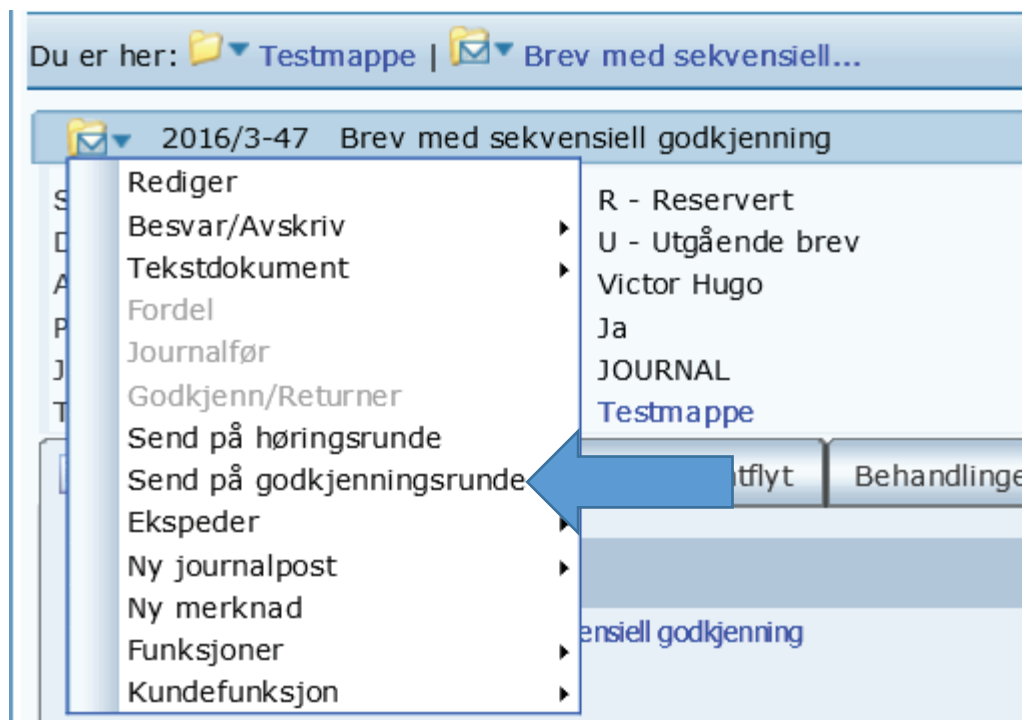 Du er her: Testmappe | Brev med sekvensiell...
2016/3-47 Brev med sekvensiell godkjenning
Rediger
Besvar/Avskriv
Tekstdokument
Fordel
Journalfør
Godkjenn/Returner
Send på høringsrunde
Send på godkjenningsrunde
Ekspeder
Ny journalpost
Ny merknad
Funksjoner
Kundefunksjon
S
D
A
P
J
T
R - Reservert
U - Utgående brev
Victor Hugo
Ja
JOURNAL
Testmappe
tflyt
Behandlinge
ensiell godkjenning